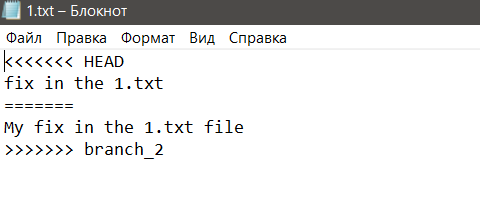 1.txt – Блокнот
Файл Правка Формат Вид Справка
<<<<<<< HEAD
fix in the 1.txt
=======
My fix in the 1.txt file
>>>>>>> branch_2